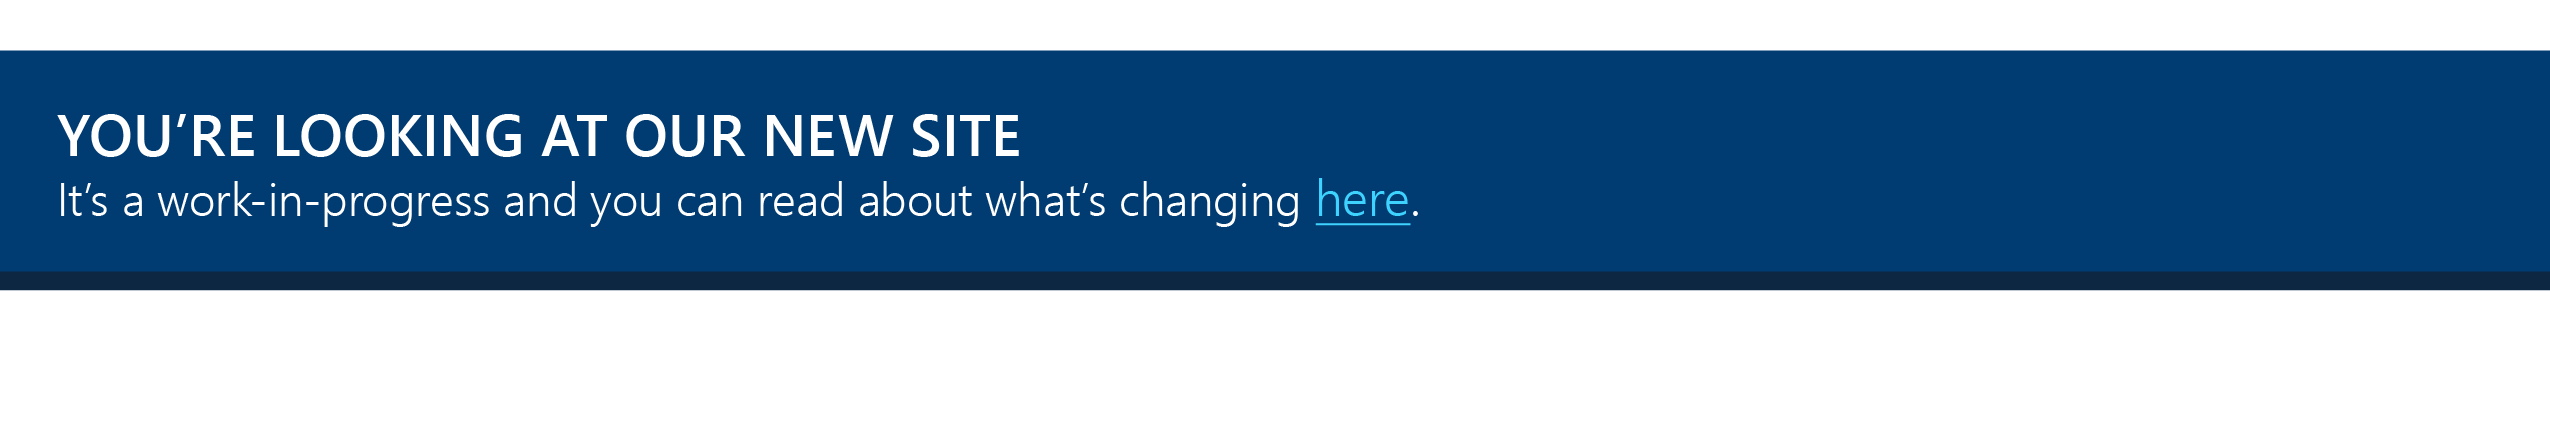 YOU’RE LOOKING AT OUR NEW SITE
It’s a work-in-progress and you can read about what’s changing here.